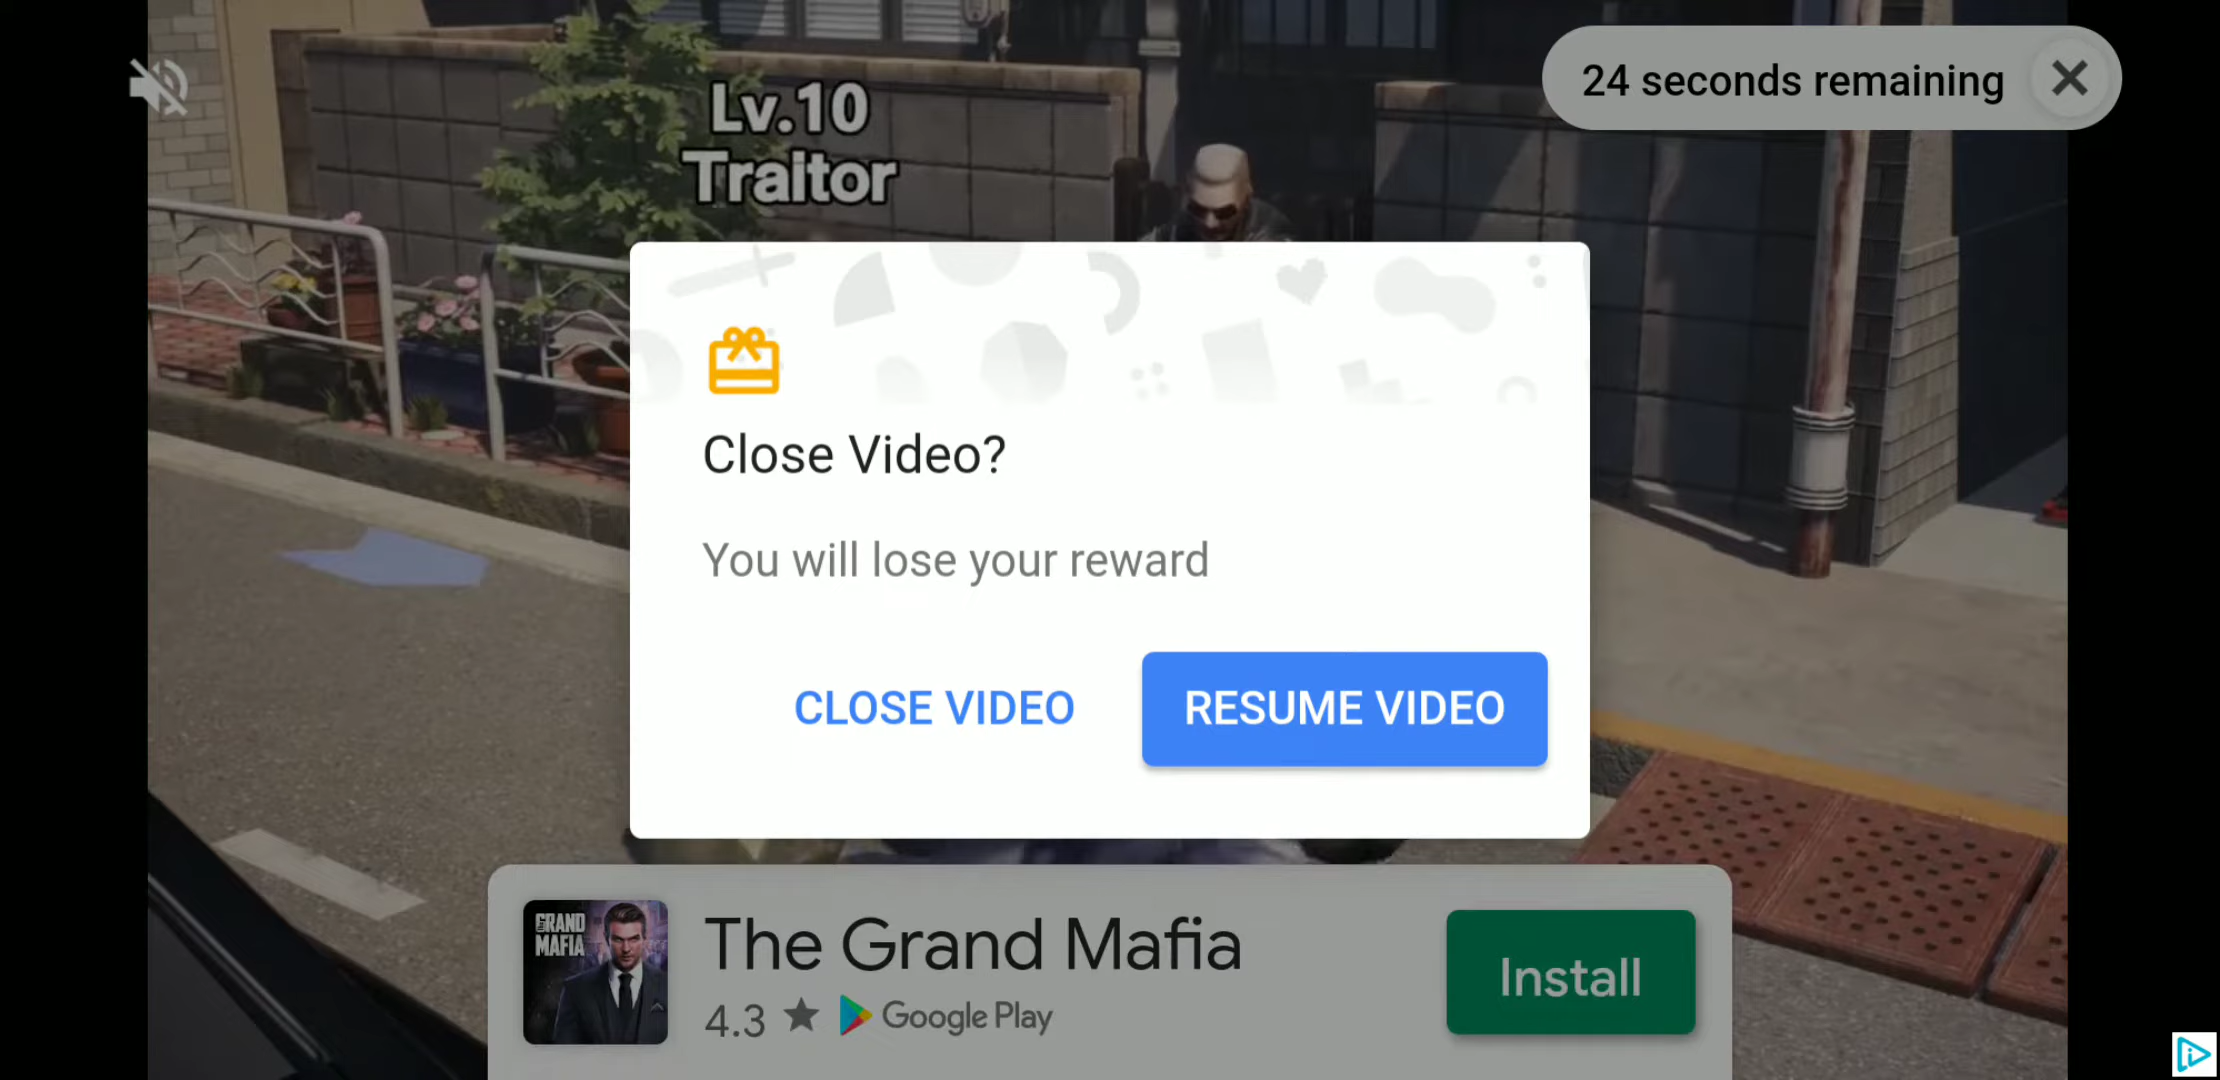 24 seconds remaining
Lv.10
Traitor
Close Video?
You will lose your reward
CLOSE VIDEO
RESUME VIDEO
GRAND
MAFIA
The Grand Mafia
4.3 ★ Google Play
Install